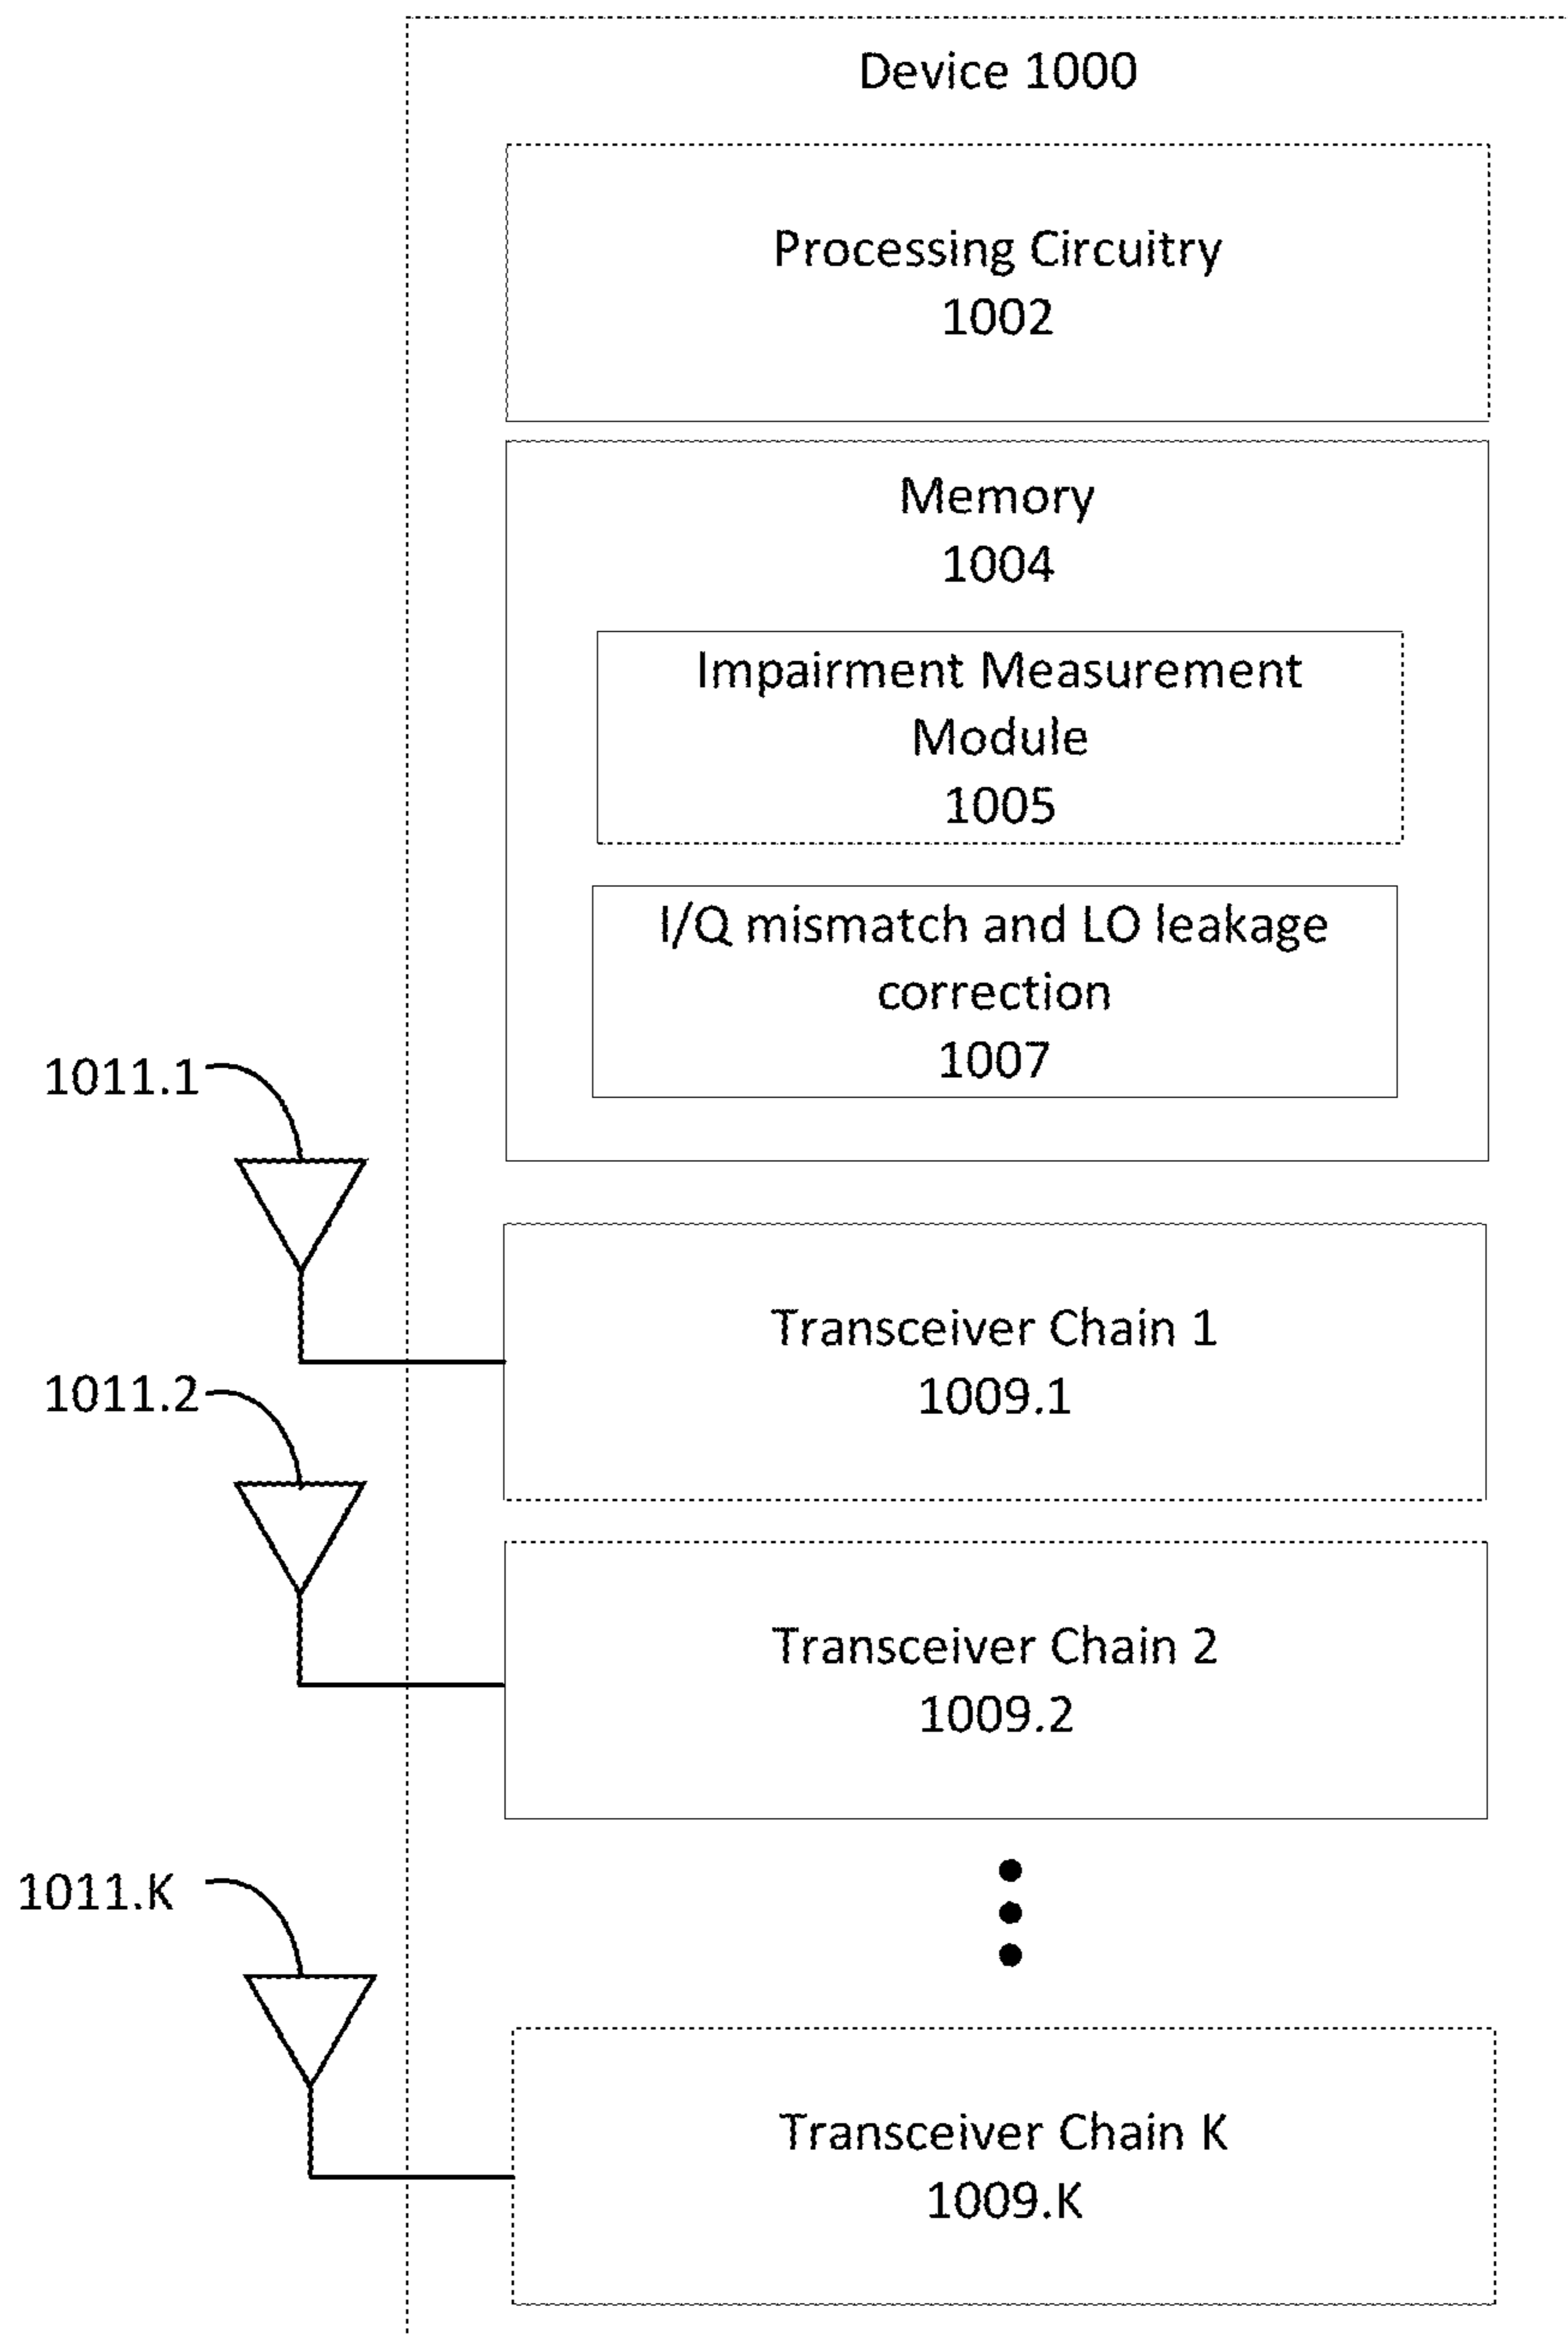 Device 1000
Processing Circuitry
1002
Memory
1004
Impairment Measurement
Module
1005
I/Q mismatch and LO leakage
correction
1007
1011.1
Transceiver Chain 1
1009.1
1011.2
Transceiver Chain 2
1009.2
1011.K
Transceiver Chain K
1009.K